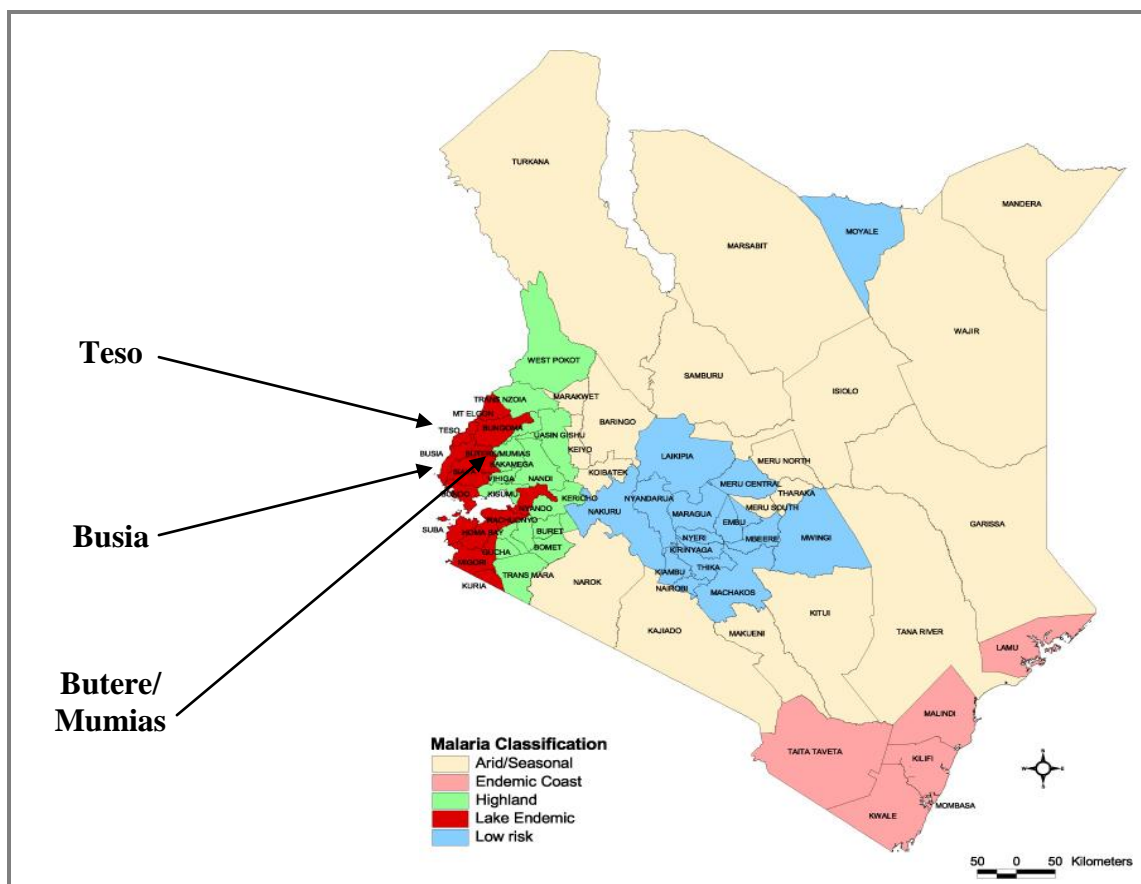 TURKANA
MANDERA
MOYALE
MARSABIT
WAJIR
Teso
WEST POKOT
SAMBURU
ISIOLO
TRANS NZOIA
MARAKWET
MT ELGON
BARINGO
TESO
BUNGOMA
UASIN GISHU
KEIYO
BUSIA
BUTERE/MUMIAS
LAIKIPIA
MERU NORTH
KAKAMEGA
KOIBATEK
VIHIGA
NANDI
MERU CENTRAL
THARAKA
KISUMU
KERICHO
NYANDARUA
NAKURU
MARAGUA
MERU SOUTH
NYANDO
EMBU
GARISSA
SUBA
RACHUONYO
HOMA BAY
BURET
NYERI
MBEERE
MWINGI
Busia
GUCHA
BOMET
KIRINYAGA
MIGORI
TRANS MARA
KIAMBU
THIKA
KURIA
NAROK
NAIROBI
MACHAKOS
KITUI
TANA RIVER
KAJIADO
MAKUENI
LAMU
Butere/
Mumias
MALINDI
TAITA TAVETA
KILIFI
MOMBASA
KWALE
Malaria Classification
Arid/Seasonal
Endemic Coast
Highland
Lake Endemic
Low risk
N
W
E
S
50 0 50 Kilometers